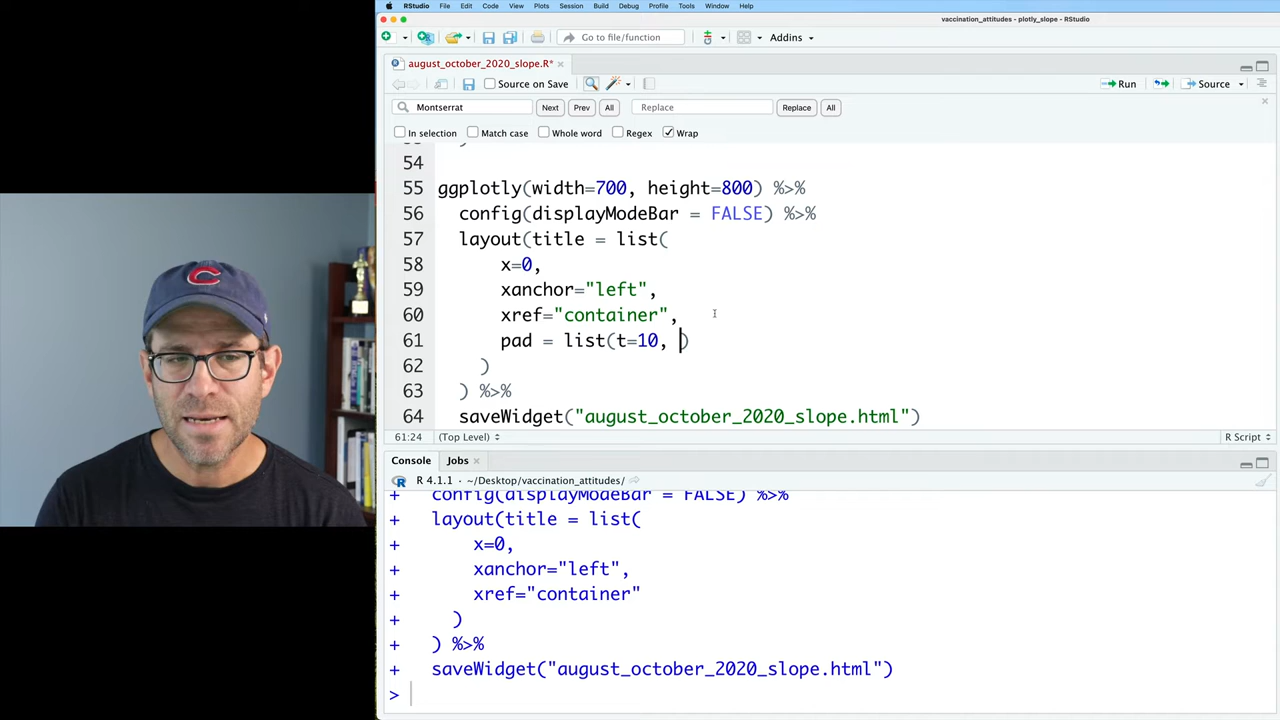 RStudio File Edit Code View Plots Session Build Debug Profile Tools Window Help
vaccination_attitudes - plotly_slope - RStudio
Go to file/function Addins
august_october_2020_slope.R*
Source on Save Run Source
Montserrat Next Prev All Replace Replace All
In selection Match case Whole word Regex Wrap
54
55 ggplotly(width=700, height=800) %>%
56 config(displayModeBar = FALSE) %>%
57 layout(title = list(
58 x=0,
59 xanchor="left",
60 xref="container",
61 pad = list(t=10, )
62 )
63 ) %>%
64 saveWidget("august_october_2020_slope.html")
61:24 (Top Level) R Script
Console Jobs
R 4.1.1 · ~/Desktop/vaccination_attitudes/
+ config(displayModeBar = FALSE) %>%
+ layout(title = list(
+ x=0,
+ xanchor="left",
+ xref="container"
+ )
+ ) %>%
+ saveWidget("august_october_2020_slope.html")
>
C